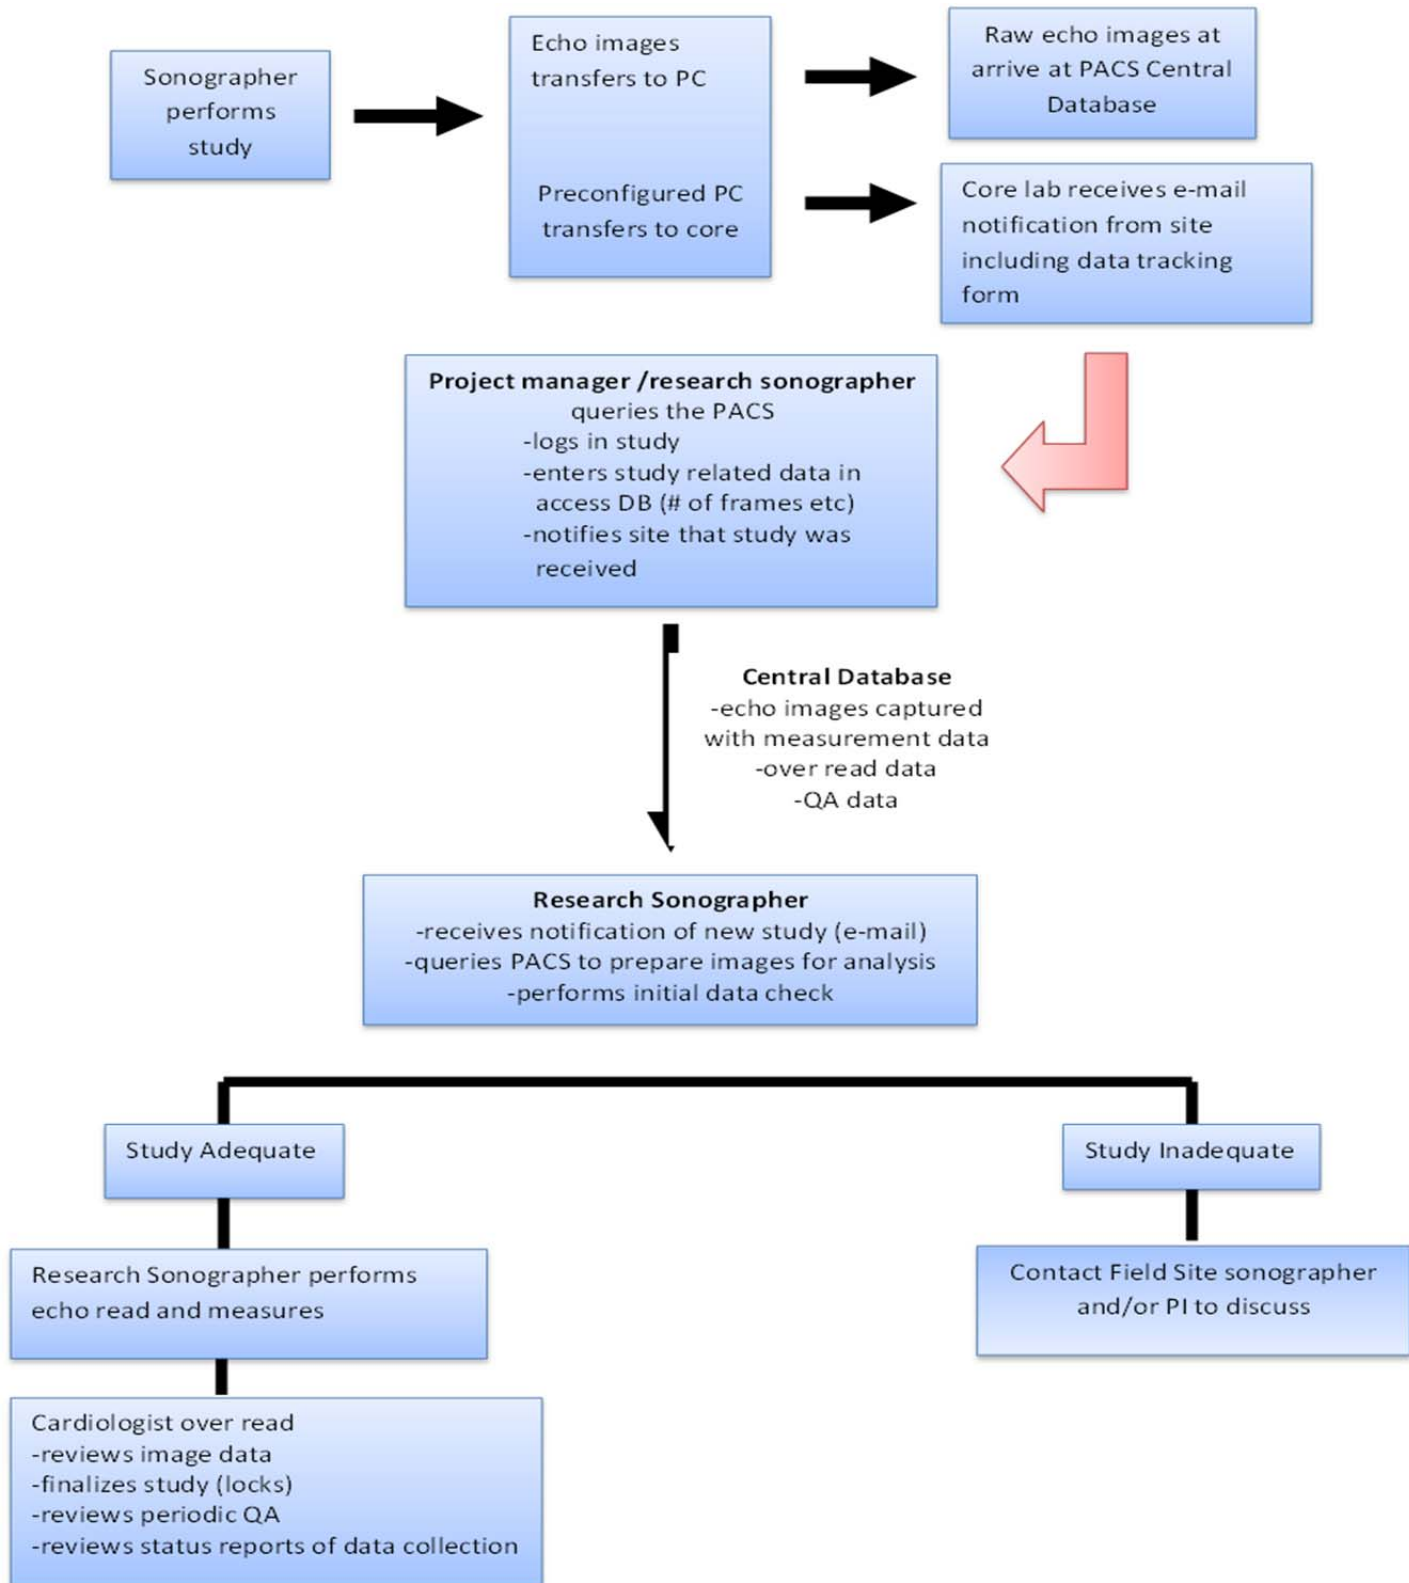 Sonographer
performs
study
Echo images
transfers to PC
Preconfigured PC
transfers to core
Raw echo images at
arrive at PACS Central
Database
Core lab receives e-mail
notification from site
including data tracking
form
Project manager /research sonographer
queries the PACS
-logs in study
-enters study related data in
access DB (# of frames etc)
-notifies site that study was
received
Central Database
-echo images captured
with measurement data
-over read data
-QA data
Research Sonographer
-receives notification of new study (e-mail)
-queries PACS to prepare images for analysis
-performs initial data check
Study Adequate
Study Inadequate
Research Sonographer performs
echo read and measures
Contact Field Site sonographer
and/or PI to discuss
Cardiologist over read
-reviews image data
-finalizes study (locks)
-reviews periodic QA
-reviews status reports of data collection